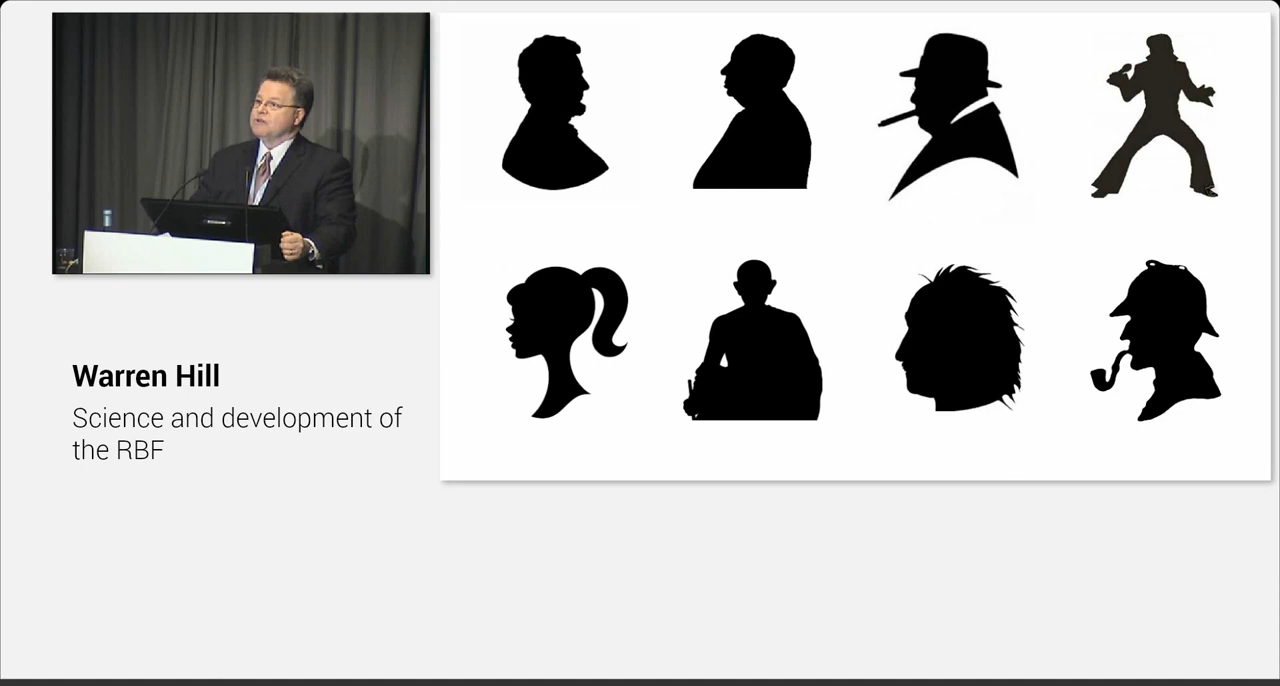 Warren Hill
Science and development of
the RBF